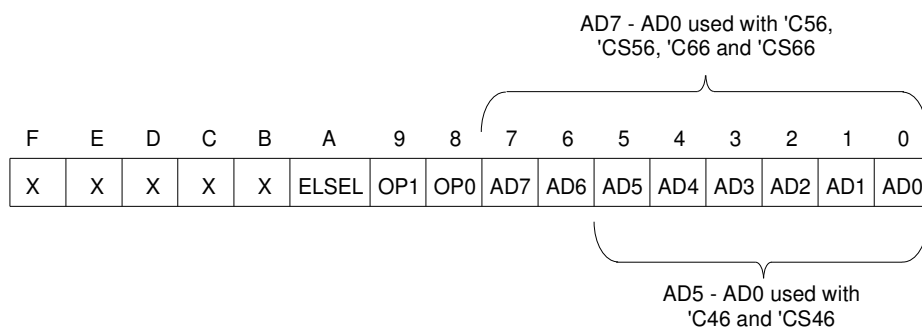 AD7 - AD0 used with 'C56,
'CS56, 'C66 and 'CS66
F E D C B A 9 8 7 6 5 4 3 2 1 0
X X X X X ELSEL OP1 OP0 AD7 AD6 AD5 AD4 AD3 AD2 AD1 AD0
AD5 - AD0 used with
'C46 and 'CS46